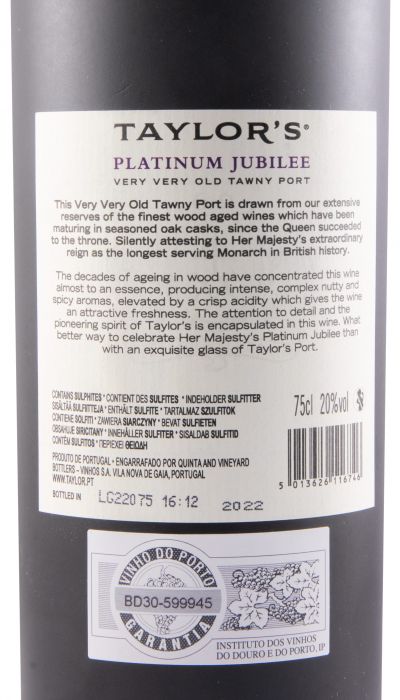 TAYLOR'S®
PLATINUM JUBILEE
VERY VERY OLD TAWNY PORT
This Very Very Old Tawny Port is drawn from our extensive
reserves of the finest wood aged wines which have been
maturing in seasoned oak casks, since the Queen succeeded
to the throne. Silently attesting to Her Majesty's extraordinary
reign as the longest serving Monarch in British history.
The decades of ageing in wood have concentrated this wine
almost to an essence, producing intense, complex nutty and
spicy aromas, elevated by a crisp acidity which gives the wine
an attractive freshness. The attention to detail and the
pioneering spirit of Taylor's is encapsulated in this wine. What
better way to celebrate Her Majesty's Platinum Jubilee than
with an exquisite glass of Taylor's Port.
CONTAINS SULPHITES • CONTIENT DES SULFITES • INDEHOLDER SULFITTER
SISÄLTÄÄ SULFIITTEJA • ENTHÄLT SULFITE • TARTALMAZ SZULFITOK
CONTIENE SOLFITI • ZAWIERA SIARCZYNY • BEVAT SULFIETEN
OBSAHUJE SIRICITANY • INNEHÅLLER SULFITER • SISALDAB SULFITID
CONTÉM SULFITOS • ΠΕΡΙΕΧΕΙ ΘΕΙΩΔΗ
75cl 20%vol
PRODUTO DE PORTUGAL • ENGARRAFADO POR QUINTA AND VINEYARD
BOTTLERS - VINHOS S.A. VILA NOVA DE GAIA, PORTUGAL
WWW.TAYLOR.PT
BOTTLED IN LG22075 16:12 2022
5 013626 116746
VINHO DO PORTO
BD30-599945
GARANTIA
INSTITUTO DOS VINHOS
DO DOURO E DO PORTO, IP